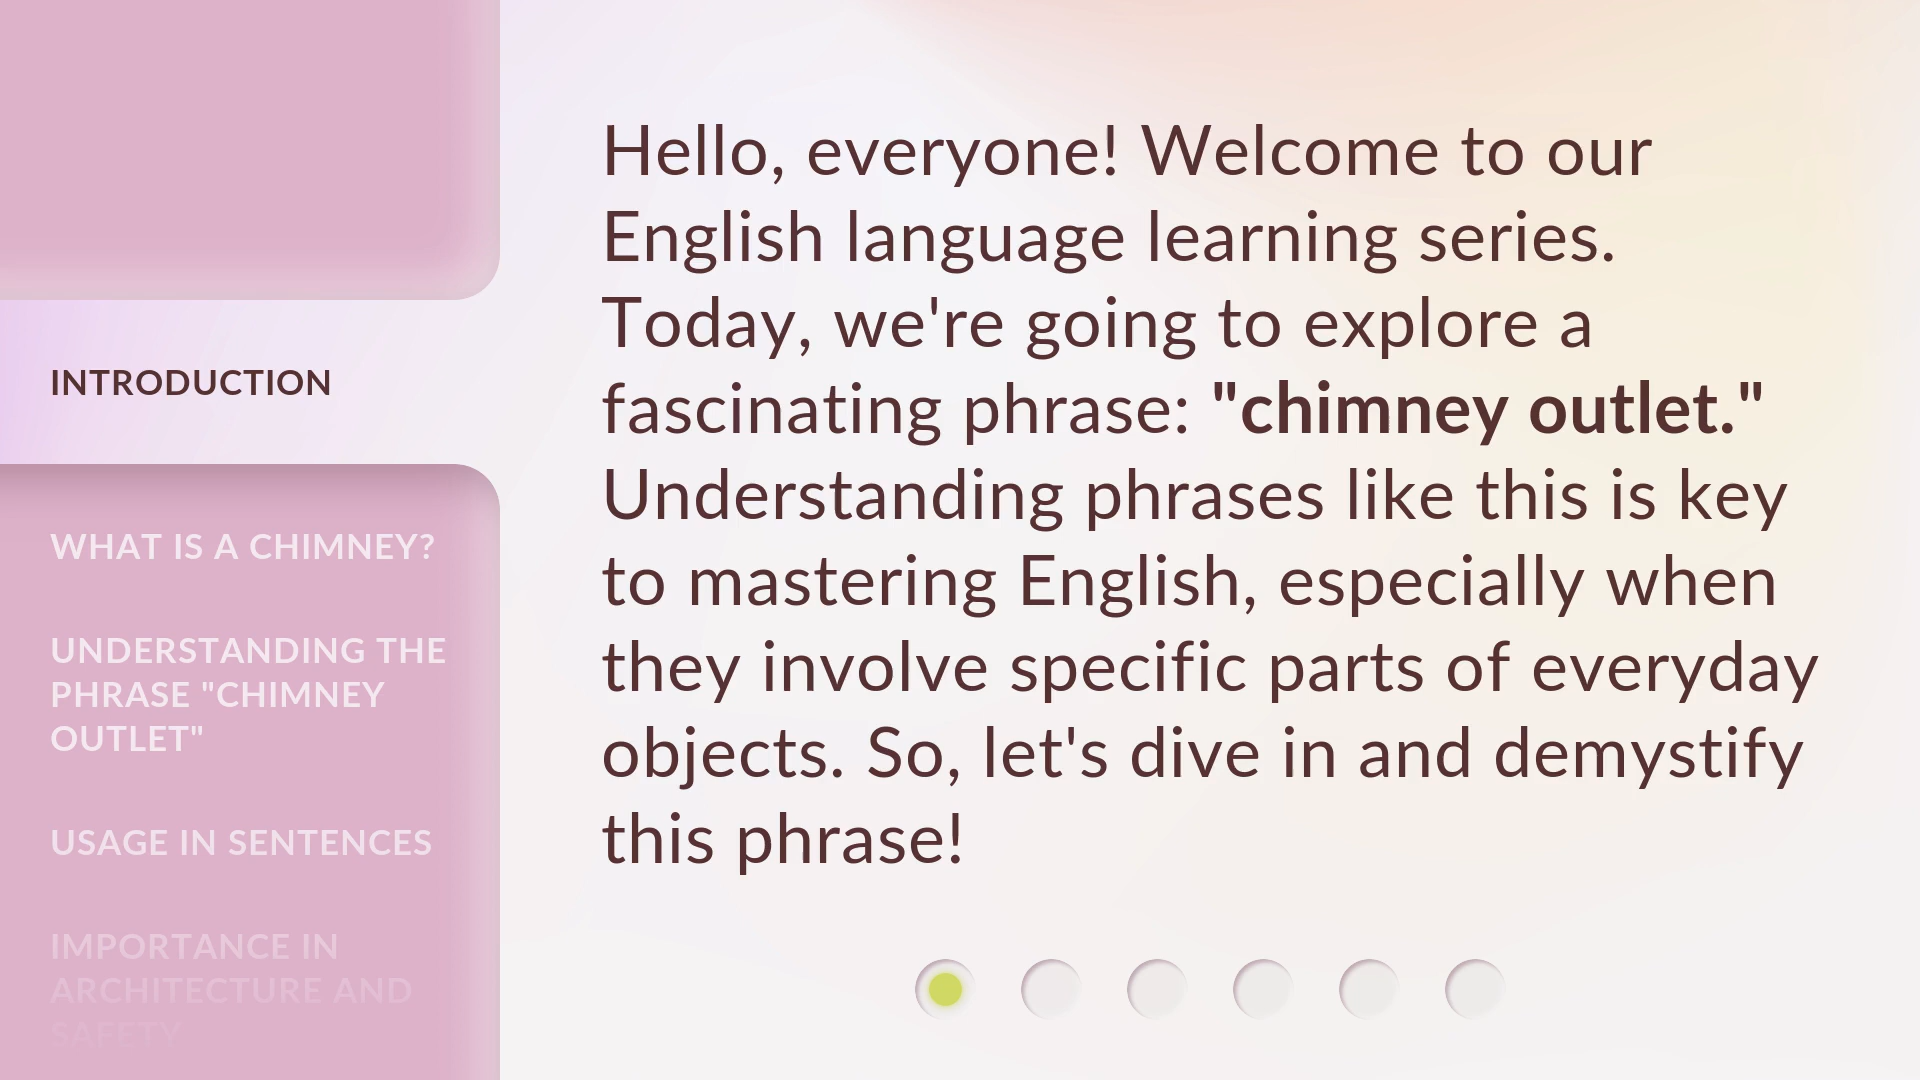 INTRODUCTION
WHAT IS A CHIMNEY?
UNDERSTANDING THE
PHRASE "CHIMNEY
OUTLET"
USAGE IN SENTENCES
IMPORTANCE IN
ARCHITECTURE AND
SAFETY
Hello, everyone! Welcome to our
English language learning series.
Today, we're going to explore a
fascinating phrase: "chimney outlet."
Understanding phrases like this is key
to mastering English, especially when
they involve specific parts of everyday
objects. So, let's dive in and demystify
this phrase!